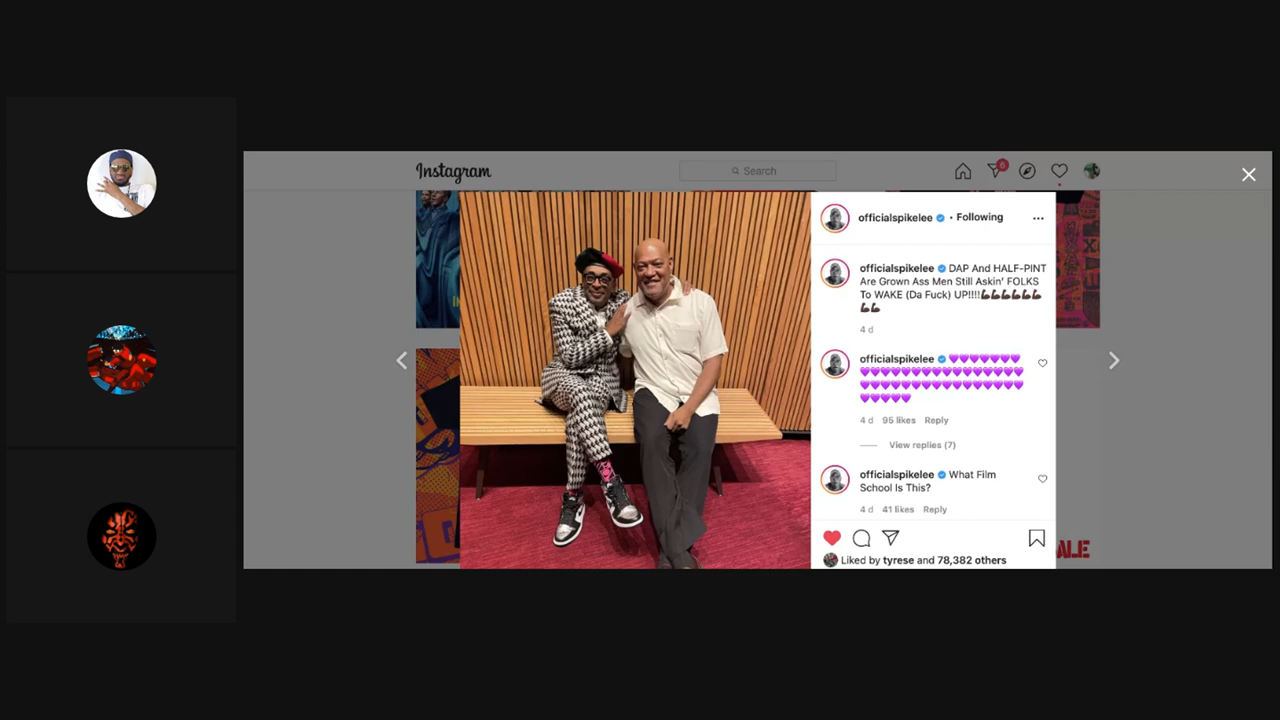 Instagram
Search
6
officialspikelee • Following
officialspikelee DAP And HALF-PINT
Are Grown Ass Men Still Askin' FOLKS
To WAKE (Da Fuck) UP!!!!💪🏿💪🏿💪🏿💪🏿💪🏿💪🏿
💪🏿💪🏿
4 d
officialspikelee 💜💜💜💜💜💜💜
💜💜💜💜💜💜💜💜💜💜💜💜💜💜💜💜
💜💜💜💜💜💜💜💜💜💜💜💜💜💜💜💜
💜💜💜💜💜
4 d 95 likes Reply
View replies (7)
officialspikelee What Film
School Is This?
4 d 41 likes Reply
Liked by tyrese and 78,382 others